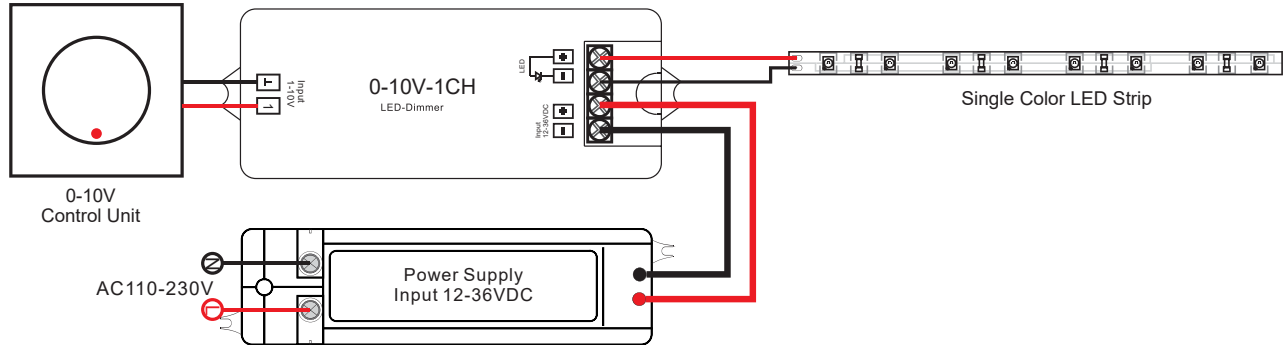 0-10V
Control Unit
Input
1-10V
0-10V-1CH
LED-Dimmer
LED
+
-
Input
12-36VDC
+
-
Single Color LED Strip
AC110-230V
N
L
Power Supply
Input 12-36VDC